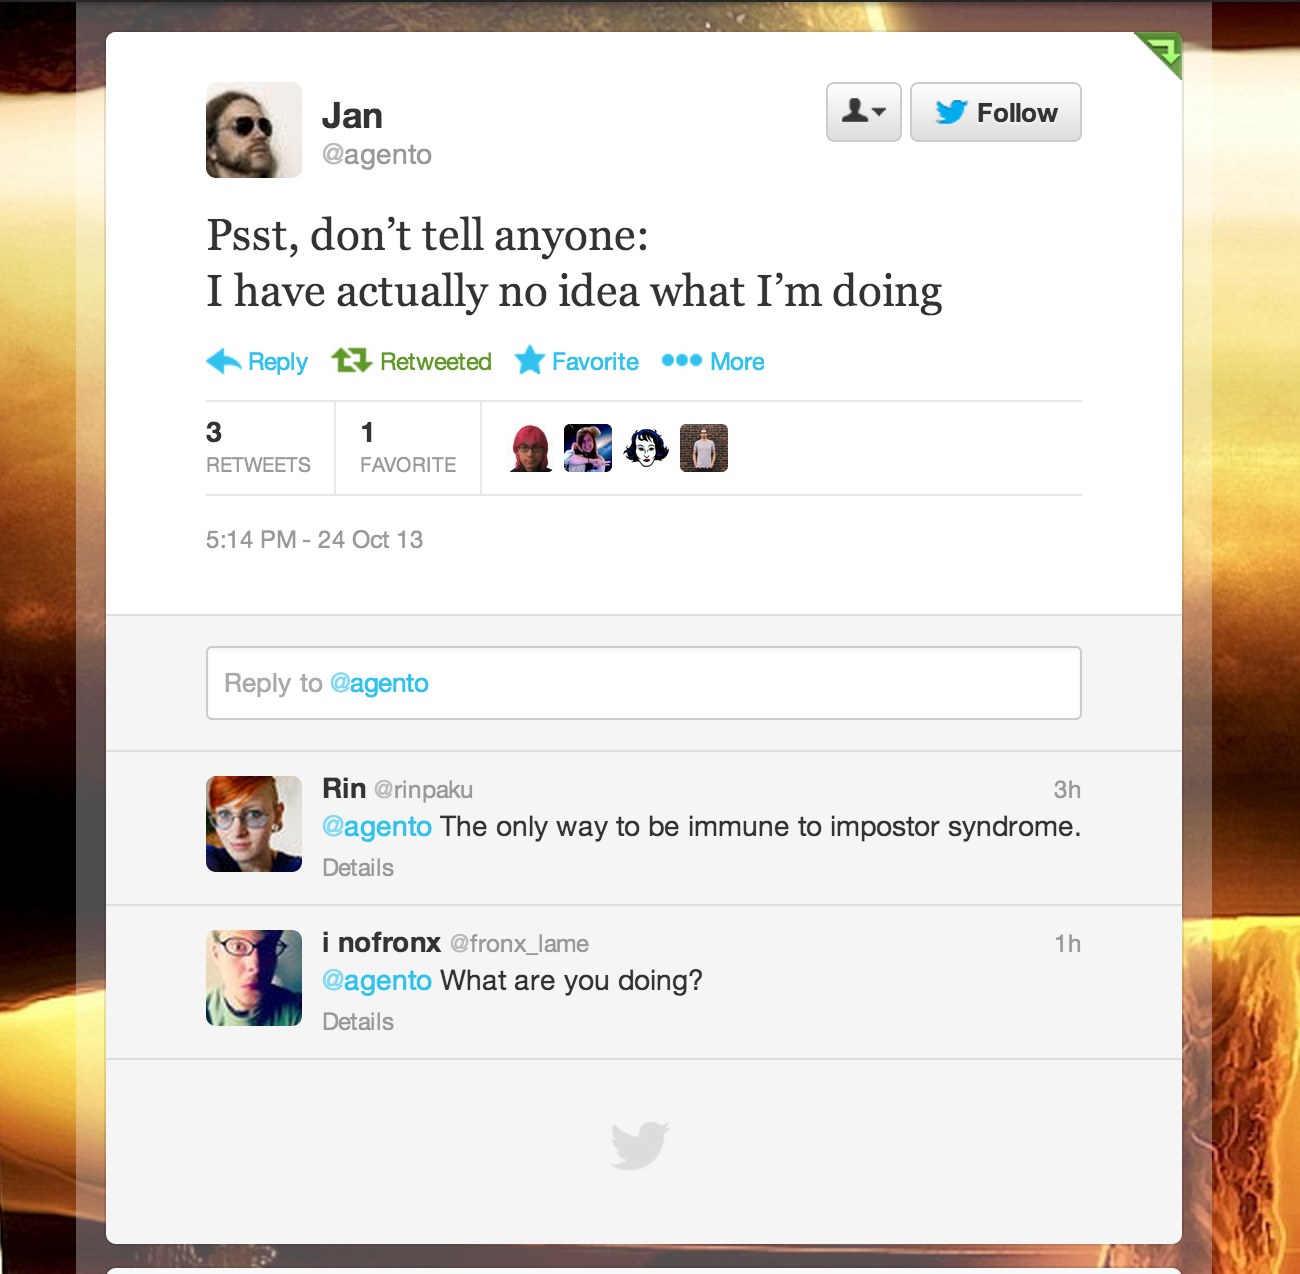 Jan
@agento
Follow
Psst, don’t tell anyone:
I have actually no idea what I’m doing
Reply Retweeted Favorite More
3 1
RETWEETS FAVORITE
5:14 PM - 24 Oct 13
Reply to @agento
Rin @rinpaku 3h
@agento The only way to be immune to impostor syndrome.
Details
i nofronx @fronx_lame 1h
@agento What are you doing?
Details